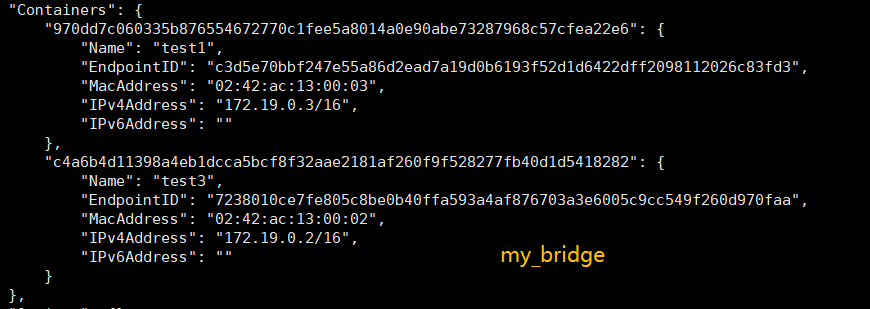 "Containers": {
"970dd7c060335b876554672770c1fee5a8014a0e90abe73287968c57cfea22e6": {
"Name": "test1",
"EndpointID": "c3d5e70bbf247e55a86d2ead7a19d0b6193f52d1d6422dff2098112026c83fd3",
"MacAddress": "02:42:ac:13:00:03",
"IPv4Address": "172.19.0.3/16",
"IPv6Address": ""
},
"c4a6b4d11398a4eb1dcca5bcf8f32aae2181af260f9f528277fb40d1d5418282": {
"Name": "test3",
"EndpointID": "7238010ce7fe805c8be0b40ffa593a4af876703a3e6005c9cc549f260d970faa",
"MacAddress": "02:42:ac:13:00:02",
"IPv4Address": "172.19.0.2/16",
"IPv6Address": ""
my_bridge
}
},